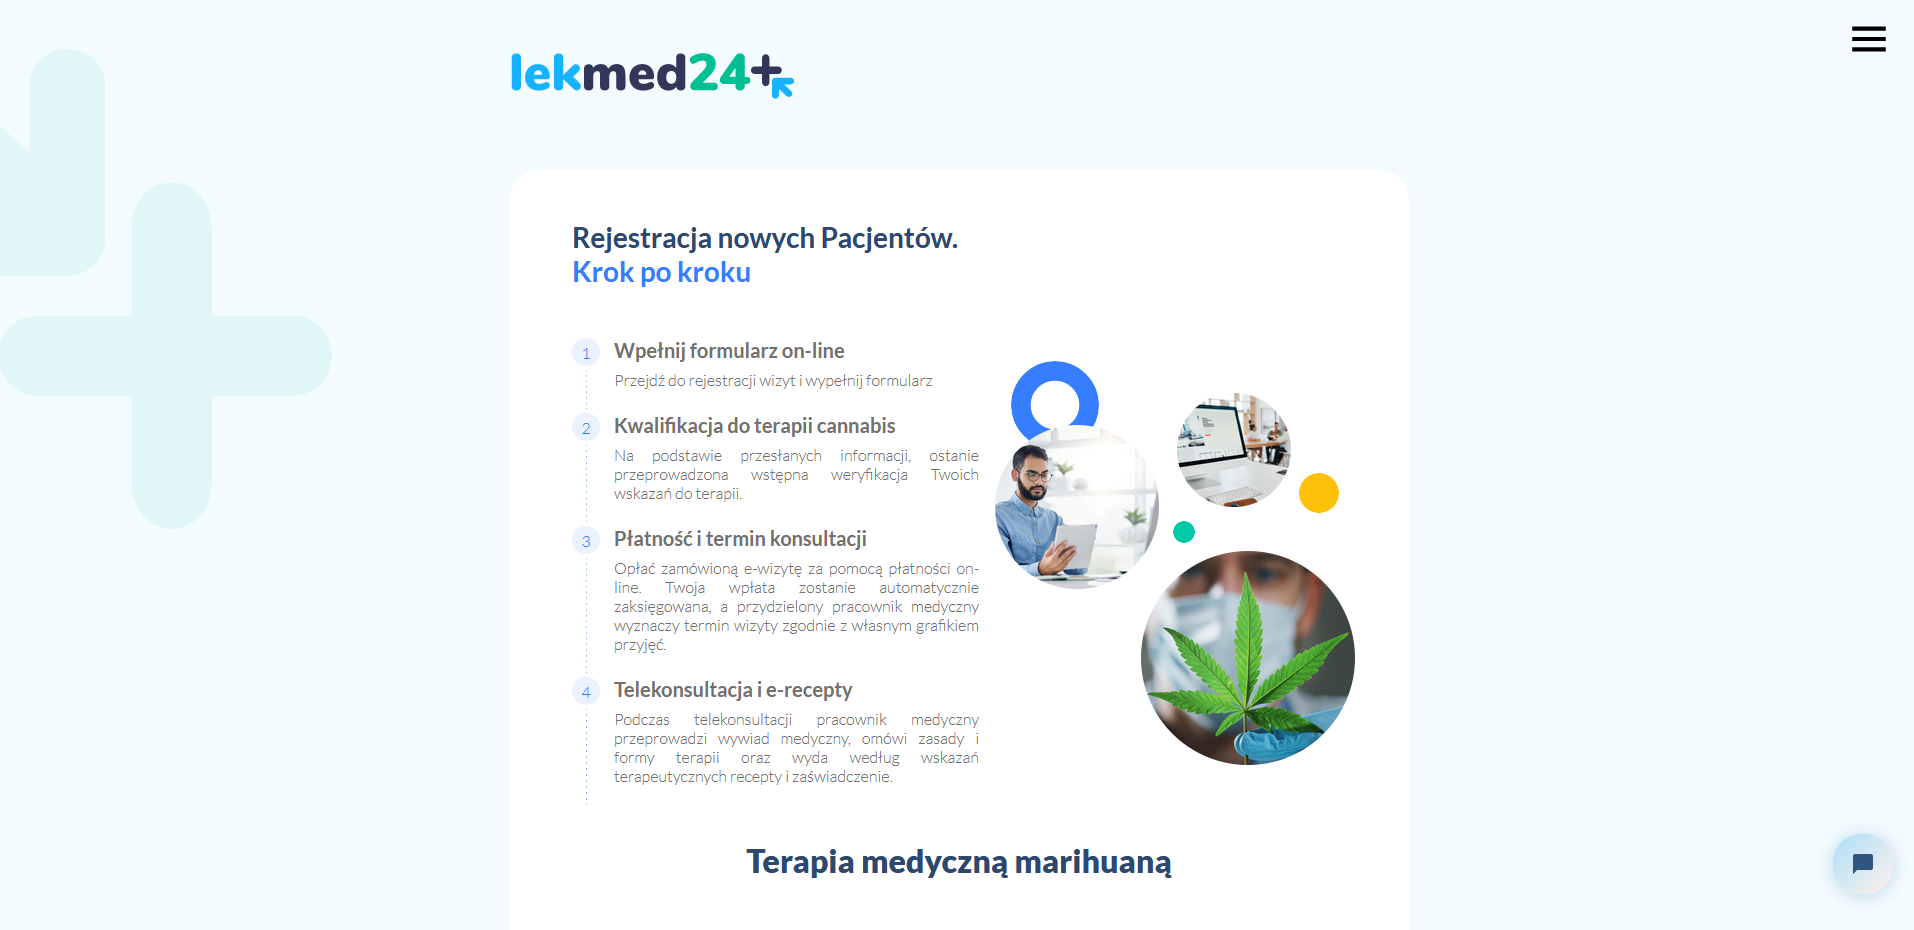 lekmed24+
Rejestracja nowych Pacjentów.
Krok po kroku
1 Wpełnij formularz on-line
Przejdź do rejestracji wizyt i wypełnij formularz
2 Kwalifikacja do terapii cannabis
Na podstawie przesłanych informacji, ostanie
przeprowadzona wstępna weryfikacja Twoich
wskazań do terapii.
3 Płatność i termin konsultacji
Opłać zamówioną e-wizytę za pomocą płatności on-
line. Twoja wpłata zostanie automatycznie
zaksięgowana, a przydzielony pracownik medyczny
wyznaczy termin wizyty zgodnie z własnym grafikiem
przyjęć.
4 Telekonsultacja i e-recepty
Podczas telekonsultacji pracownik medyczny
przeprowadzi wywiad medyczny, omówi zasady i
formy terapii oraz wyda według wskazań
terapeutycznych recepty i zaświadczenie.
Terapia medyczną marihuaną